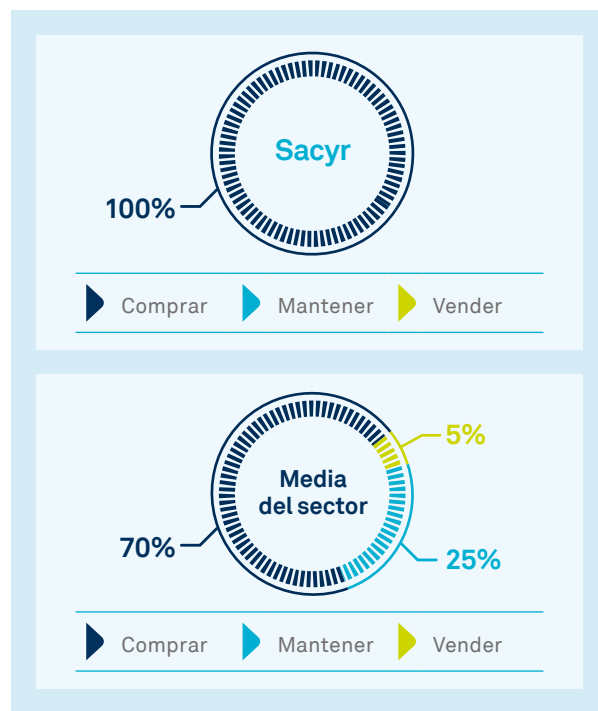 Sacyr
100%
Comprar Mantener Vender
5%
Media
del sector
70%
25%
Comprar Mantener Vender